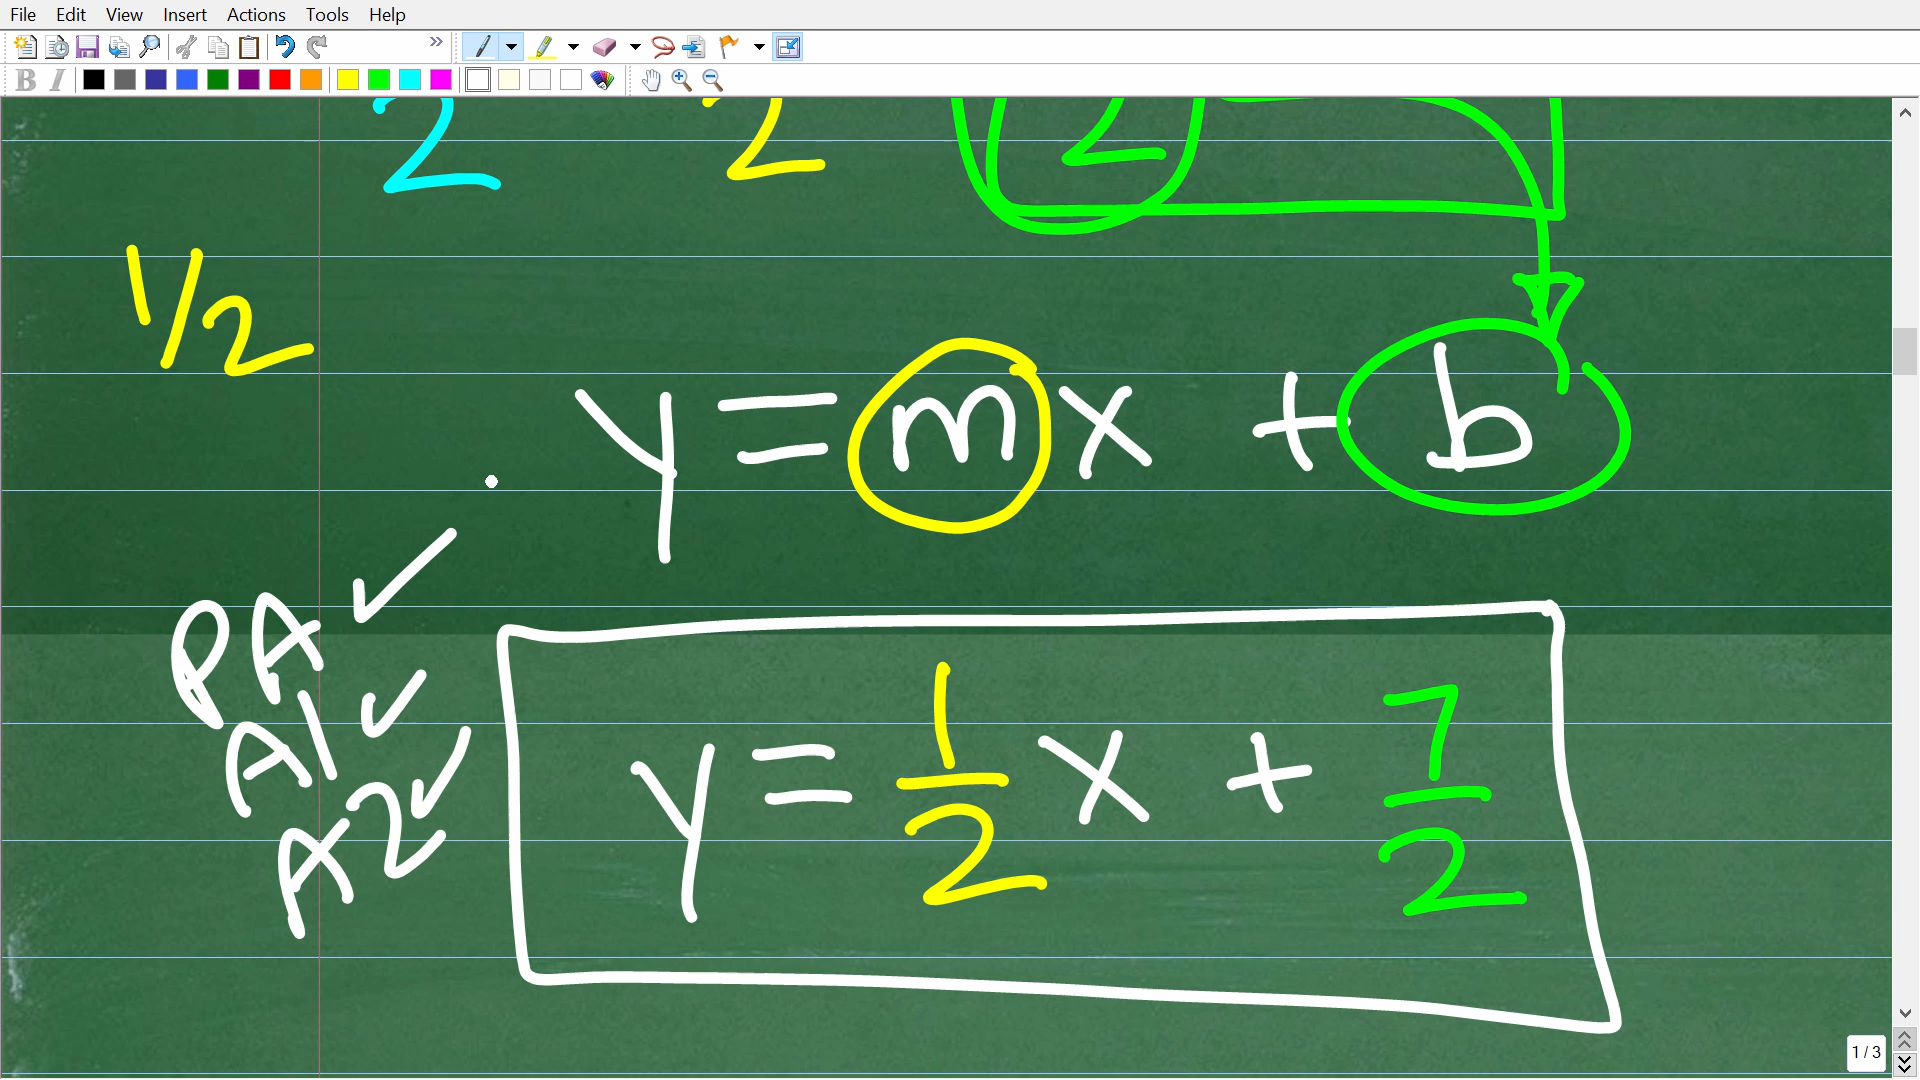 File Edit View Insert Actions Tools Help
B I
2 2 2
1/2
y = mx + b
PA ✓
A1 ✓
A2 ✓
y = 1/2 x + 7/2
1 / 3